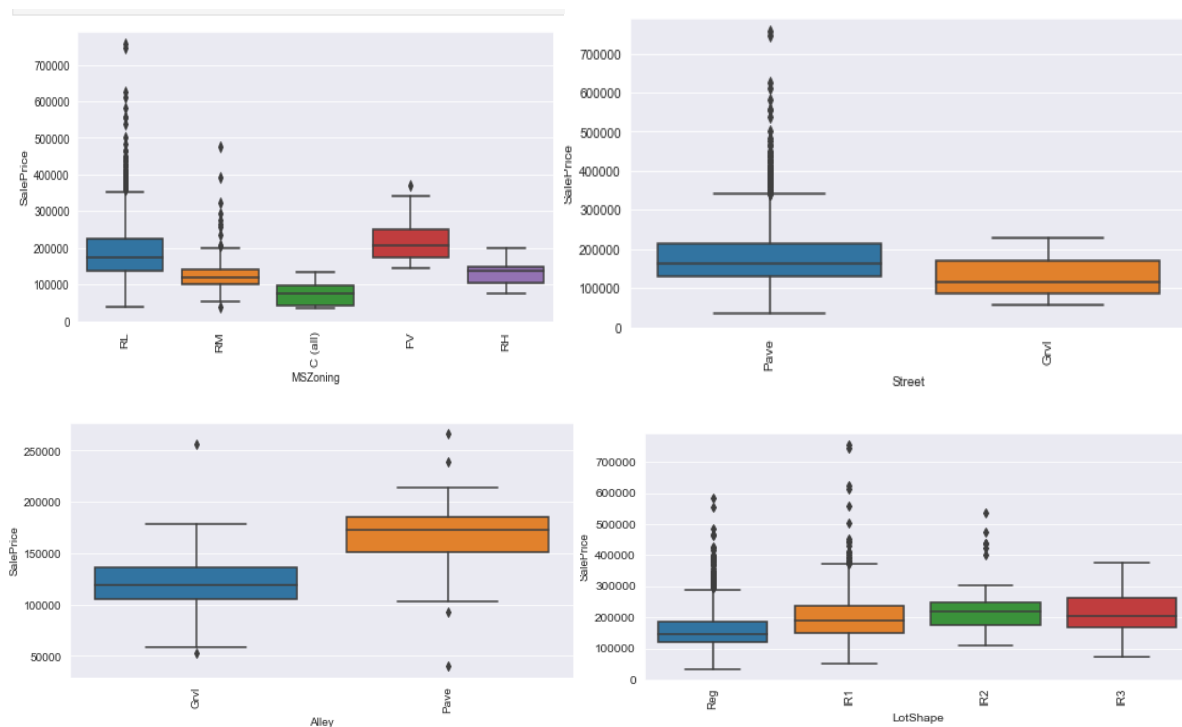 700000
600000
500000
400000
300000
200000
100000
0
SalePrice
RL
RM
C (all)
FV
RH
MSZoning
700000
600000
500000
400000
300000
200000
100000
0
SalePrice
Pave
Grvl
Street
250000
200000
150000
100000
50000
SalePrice
Grvl
Pave
Alley
700000
600000
500000
400000
300000
200000
100000
0
SalePrice
Reg
IR1
IR2
IR3
LotShape